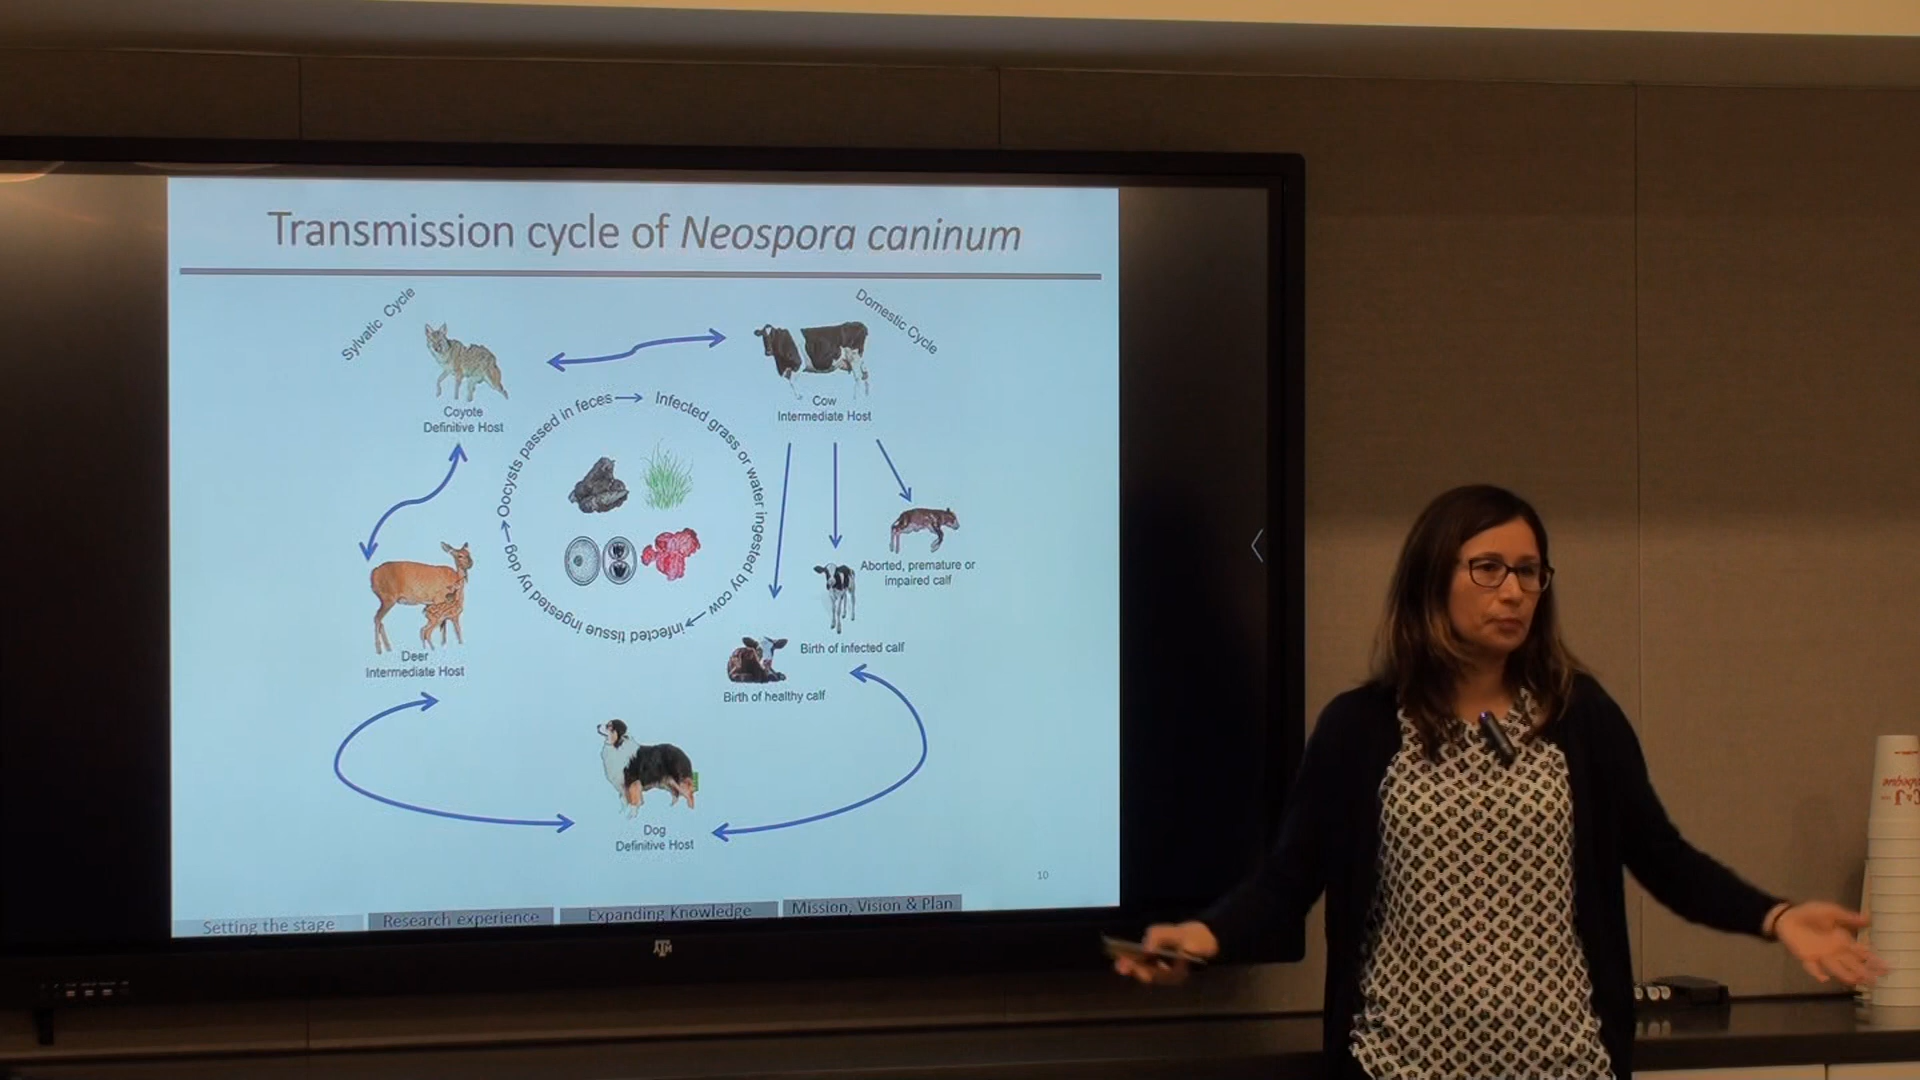 Transmission cycle of Neospora caninum
Sylvatic Cycle
Domestic Cycle
Coyote
Definitive Host
Cow
Intermediate Host
Oocysts passed in feces
Infected grass or water ingested by cow
infected tissue ingested by dog
Aborted, premature or
impaired calf
Birth of infected calf
Birth of healthy calf
Deer
Intermediate Host
Dog
Definitive Host
10
Setting the stage
Research experience
Expanding Knowledge
Mission, Vision & Plan
ATM